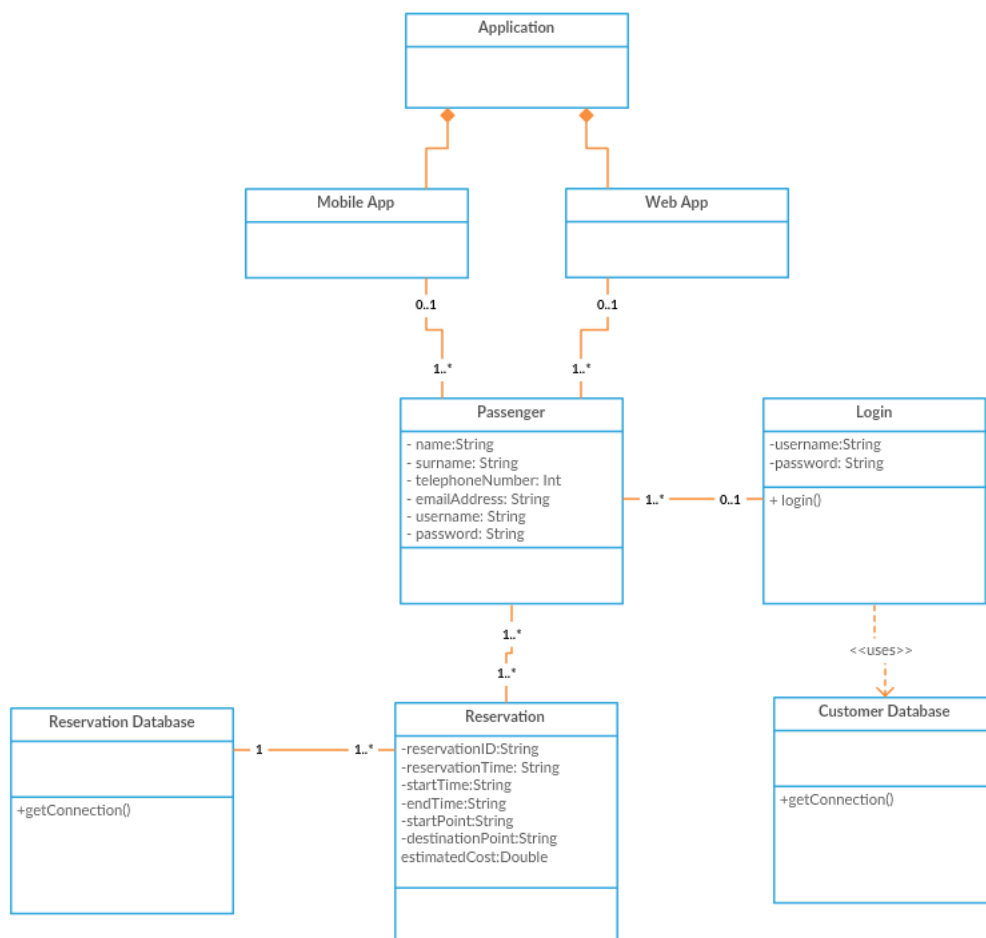 Application
Mobile App
Web App
0..1
0..1
1..*
1..*
Passenger
- name:String
- surname: String
- telephoneNumber: Int
- emailAddress: String
- username: String
- password: String
Login
-username:String
-password: String
+ login()
1..*
0..1
<<uses>>
1..*
1..*
Reservation Database
+getConnection()
1
1..*
Reservation
-reservationID:String
-reservationTime: String
-startTime:String
-endTime:String
-startPoint:String
-destinationPoint:String
estimatedCost:Double
Customer Database
+getConnection()